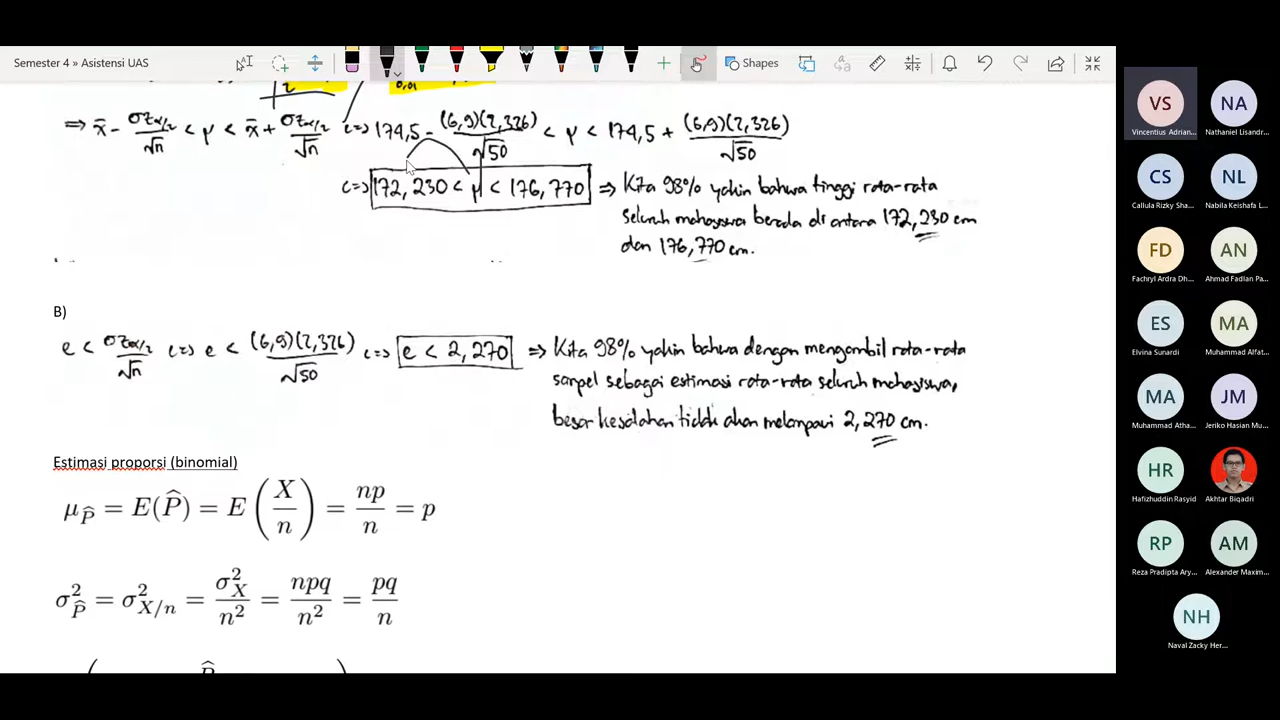 Semester 4 » Asistensi UAS
Shapes
0,01
⇒ x̄ - σz_{α/2}/√n < μ < x̄ + σz_{α/2}/√n ⇔ 174,5 - (6,9)(2,326)/√50 < μ < 174,5 + (6,9)(2,326)/√50
⇔ 172,230 < μ < 176,770 ⇒ Kita 98% yakin bahwa tinggi rata-rata
seluruh mahasiswa berada di antara 172,230 cm
dan 176,770 cm.
B)
e < σz_{α/2}/√n ⇔ e < (6,9)(2,326)/√50 ⇔ e < 2,270 ⇒ Kita 98% yakin bahwa dengan mengambil rata-rata
sampel sebagai estimasi rata-rata seluruh mahasiswa,
besar kesalahan tidak akan melampaui 2,270 cm.
Estimasi proporsi (binomial)
μ_P̂ = E(P̂) = E(X/n) = np/n = p
σ²_P̂ = σ²_{X/n} = σ²_X/n² = npq/n² = pq/n
VS
NA
Vincentius Adrian...
Nathaniel Lisandr...
CS
NL
Callula Rizky Sha...
Nabila Keishafa L...
FD
AN
Fachryl Ardra Dh...
Ahmad Fadlan Pa...
ES
MA
Elvina Sunardi
Muhammad Alfat...
MA
JM
Muhammad Atha...
Jeriko Hasian Mu...
HR
Hafizhuddin Rasyid
Akhtar Biqadri
RP
AM
Reza Pradipta Ary...
Alexander Maxim...
NH
Naval Zacky Her...